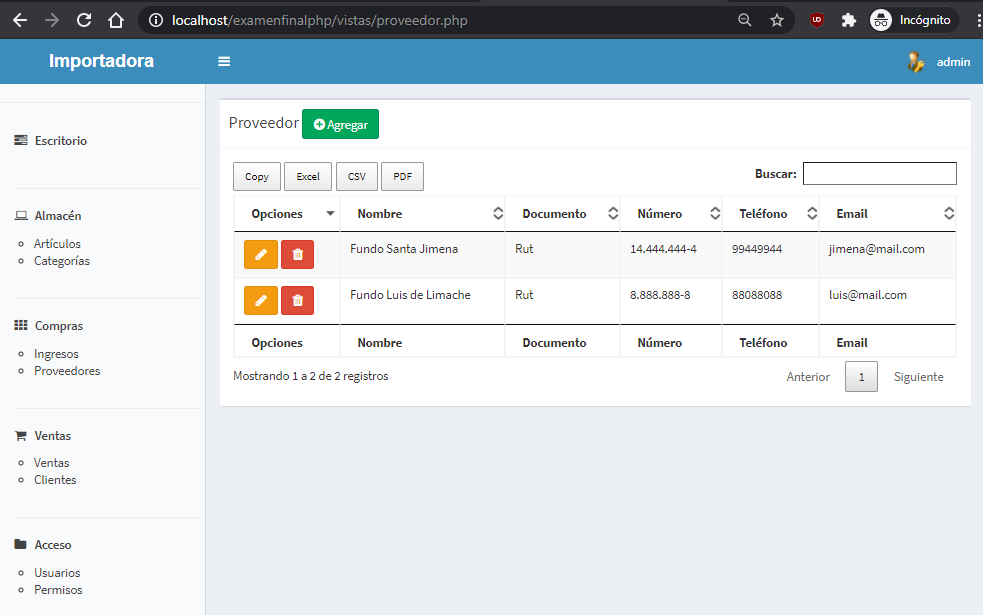 localhost/examenfinalphp/vistas/proveedor.php
UD
Incógnito
Importadora
admin
Escritorio
Almacén
Artículos
Categorías
Compras
Ingresos
Proveedores
Ventas
Ventas
Clientes
Acceso
Usuarios
Permisos
Proveedor Agregar
Copy Excel CSV PDF Buscar:
Opciones Nombre Documento Número Teléfono Email
Fundo Santa Jimena Rut 14.444.444-4 99449944 jimena@mail.com
Fundo Luis de Limache Rut 8.888.888-8 88088088 luis@mail.com
Opciones Nombre Documento Número Teléfono Email
Mostrando 1 a 2 de 2 registros Anterior 1 Siguiente